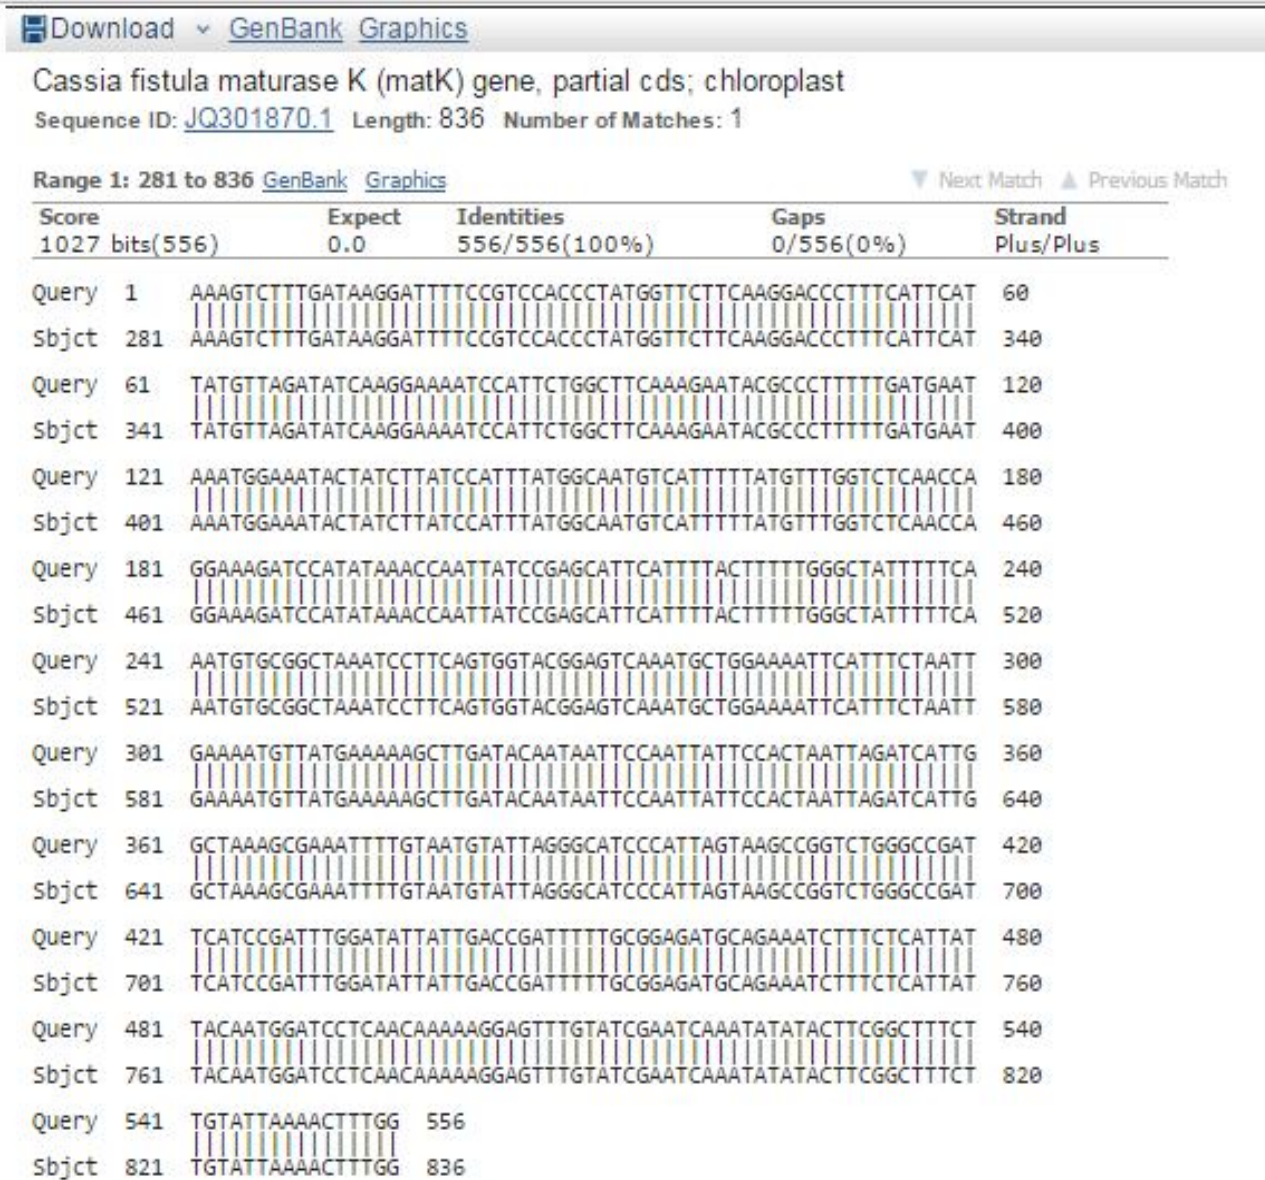 Download GenBank Graphics
Cassia fistula maturase K (matK) gene, partial cds; chloroplast
Sequence ID: JQ301870.1 Length: 836 Number of Matches: 1
Range 1: 281 to 836 GenBank Graphics ▼ Next Match ▲ Previous Match
Score Expect Identities Gaps Strand
1027 bits(556) 0.0 556/556(100%) 0/556(0%) Plus/Plus
Query 1 AAAGTCTTTGATAAGGATTTTCCGTCCACCCTATGGTTCTTCAAGGACCCTTTCATTCAT 60
Sbjct 281 AAAGTCTTTGATAAGGATTTTCCGTCCACCCTATGGTTCTTCAAGGACCCTTTCATTCAT 340
Query 61 TATGTTAGATATCAAGGAAAATCCATTCTGGCTTCAAAGAATACGCCCTTTTTGATGAAT 120
Sbjct 341 TATGTTAGATATCAAGGAAAATCCATTCTGGCTTCAAAGAATACGCCCTTTTTGATGAAT 400
Query 121 AAATGGAAATACTATCTTATCCATTTATGGCAATGTCATTTTTATGTTTGGTCTCAACCA 180
Sbjct 401 AAATGGAAATACTATCTTATCCATTTATGGCAATGTCATTTTTATGTTTGGTCTCAACCA 460
Query 181 GGAAAGATCCATATAAACCAATTATCCGAGCATTCATTTTACTTTTTGGGCTATTTTTCA 240
Sbjct 461 GGAAAGATCCATATAAACCAATTATCCGAGCATTCATTTTACTTTTTGGGCTATTTTTCA 520
Query 241 AATGTGCGGCTAAATCCTTCAGTGGTACGGAGTCAAATGCTGGAAAATTCATTTCTAATT 300
Sbjct 521 AATGTGCGGCTAAATCCTTCAGTGGTACGGAGTCAAATGCTGGAAAATTCATTTCTAATT 580
Query 301 GAAAATGTTATGAAAAAGCTTGATACAATAATTCCAATTATTCCACTAATTAGATCATTG 360
Sbjct 581 GAAAATGTTATGAAAAAGCTTGATACAATAATTCCAATTATTCCACTAATTAGATCATTG 640
Query 361 GCTAAAGCGAAATTTTGTAATGTATTAGGGCATCCCATTAGTAAGCCGGTCTGGGCCGAT 420
Sbjct 641 GCTAAAGCGAAATTTTGTAATGTATTAGGGCATCCCATTAGTAAGCCGGTCTGGGCCGAT 700
Query 421 TCATCCGATTTGGATATTATTGACCGATTTTTGCGGAGATGCAGAAATCTTTCTCATTAT 480
Sbjct 701 TCATCCGATTTGGATATTATTGACCGATTTTTGCGGAGATGCAGAAATCTTTCTCATTAT 760
Query 481 TACAATGGATCCTCAACAAAAAGGAGTTTGTATCGAATCAAATATATACTTCGGCTTTCT 540
Sbjct 761 TACAATGGATCCTCAACAAAAAGGAGTTTGTATCGAATCAAATATATACTTCGGCTTTCT 820
Query 541 TGTATTAAAACTTTGG 556
Sbjct 821 TGTATTAAAACTTTGG 836